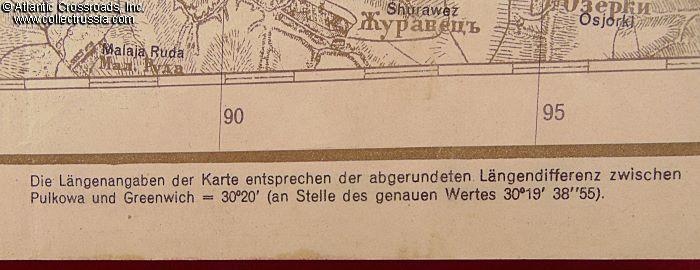 © Atlantic Crossroads, Inc.
www.collectrussia.com
Shurawez
Журавецъ
Озерки
Osjorki
Malaja Ruda
Мал. Руда
90
95
Die Längenangaben der Karte entsprechen der abgerundeten Längendifferenz zwischen
Pulkowa und Greenwich = 30°20' (an Stelle des genauen Wertes 30°19' 38''55).